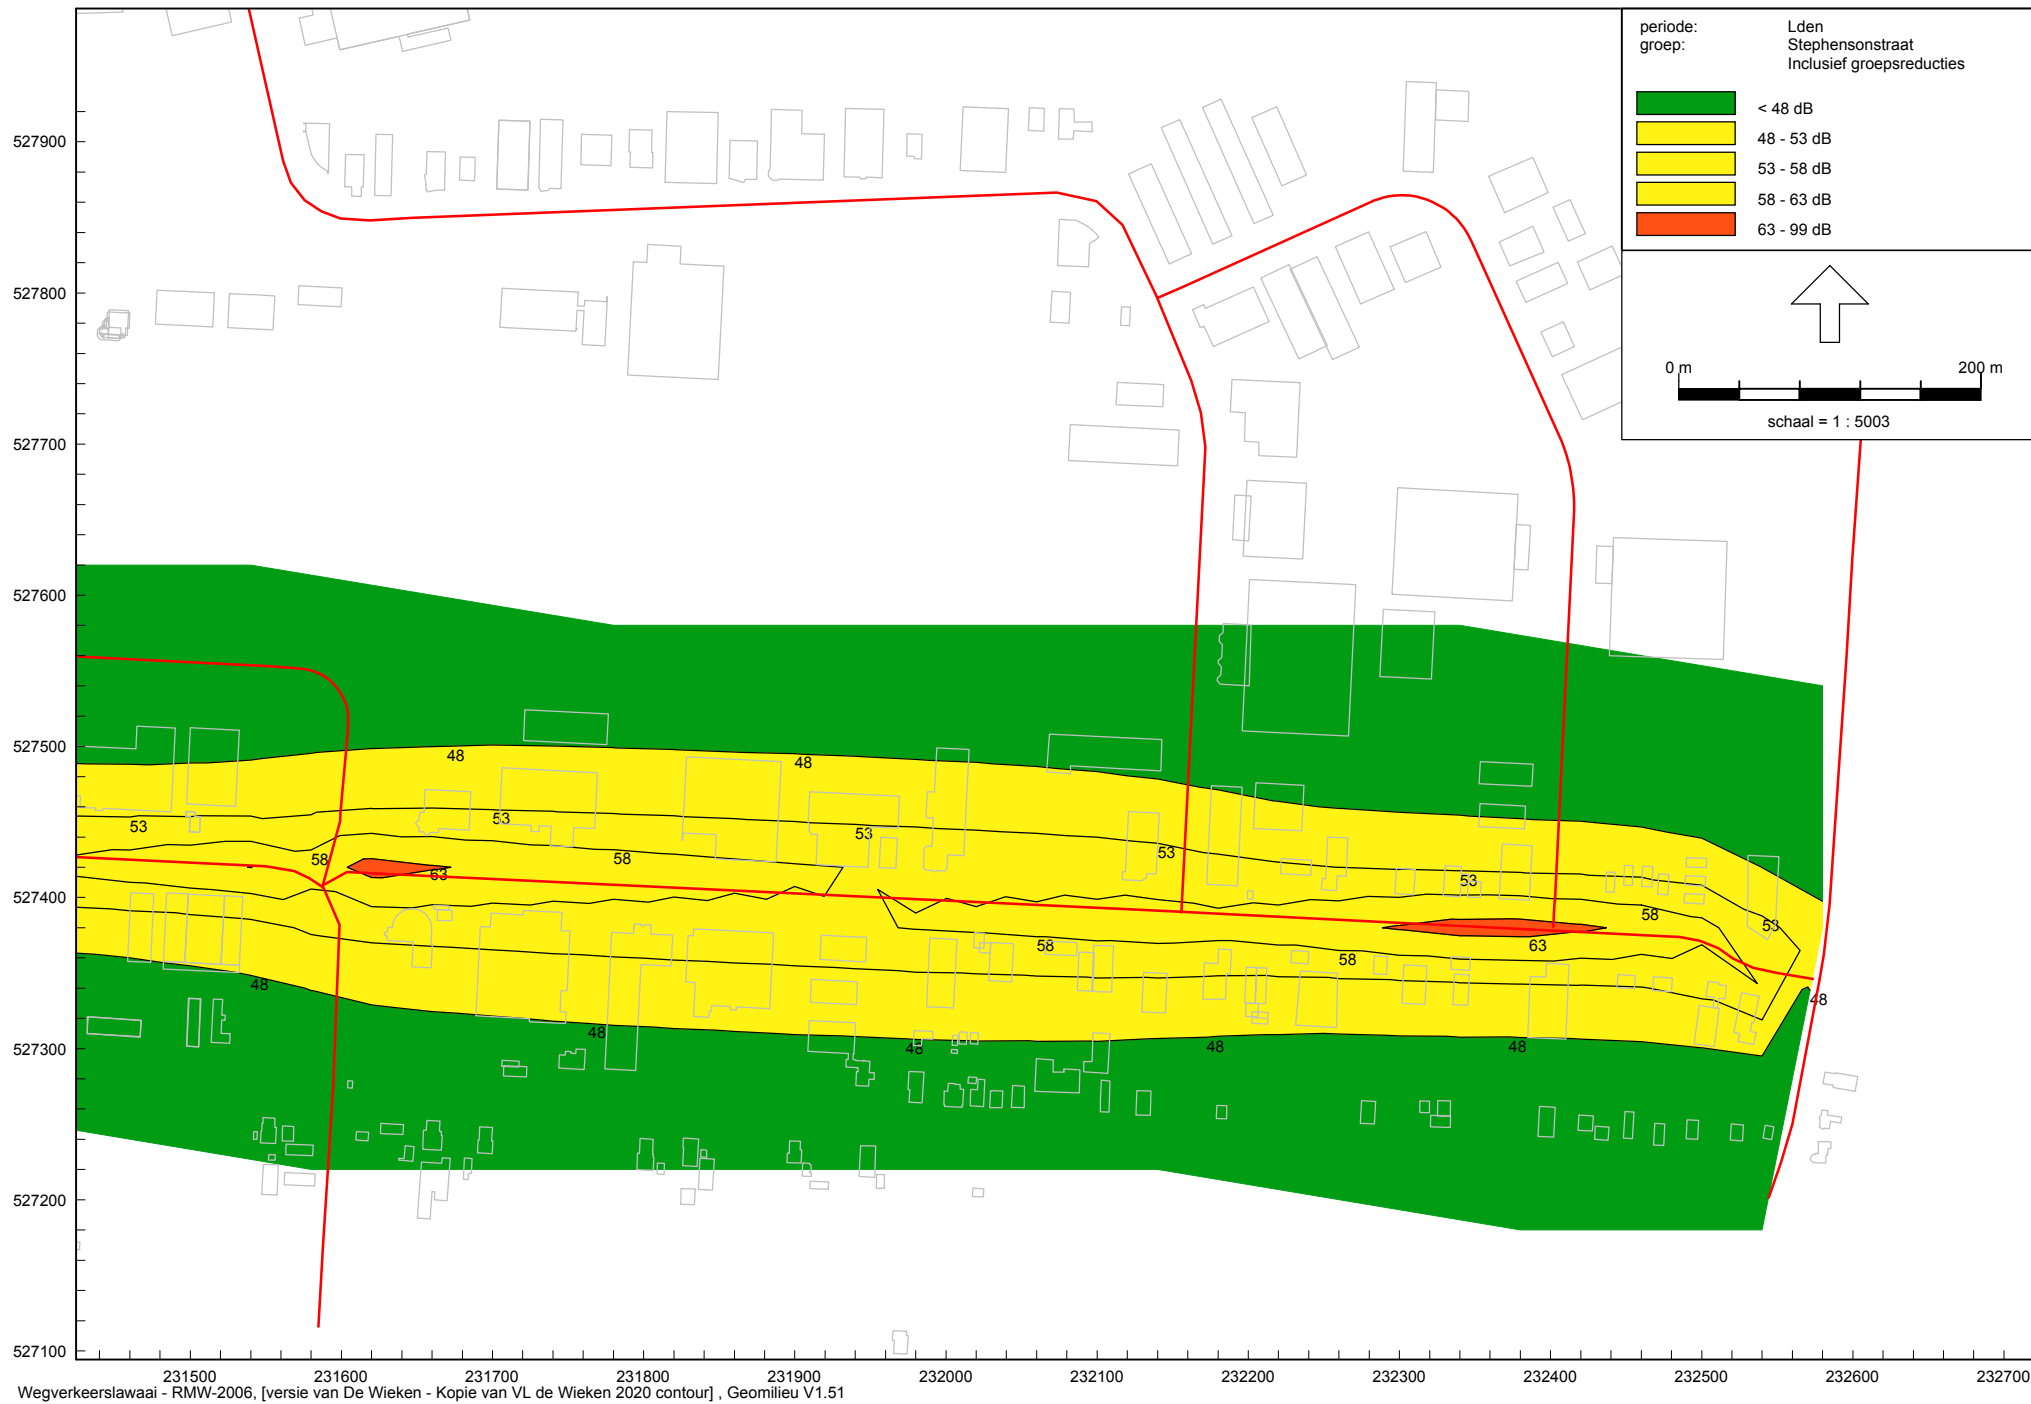 periode: Lden
groep: Stephensonstraat
Inclusief groepsreducties
< 48 dB
48 - 53 dB
53 - 58 dB
58 - 63 dB
63 - 99 dB
0 m 200 m
schaal = 1 : 5003
527900
527800
527700
527600
527500
48 48
53 53 53
53
58 58
63
53
58 53
527400
58 63
58
48 48
527300
48 48 48 48
527200
527100
231500 231600 231700 231800 231900 232000 232100 232200 232300 232400 232500 232600 232700
Wegverkeerslawaai - RMW-2006, [versie van De Wieken - Kopie van VL de Wieken 2020 contour] , Geomilieu V1.51